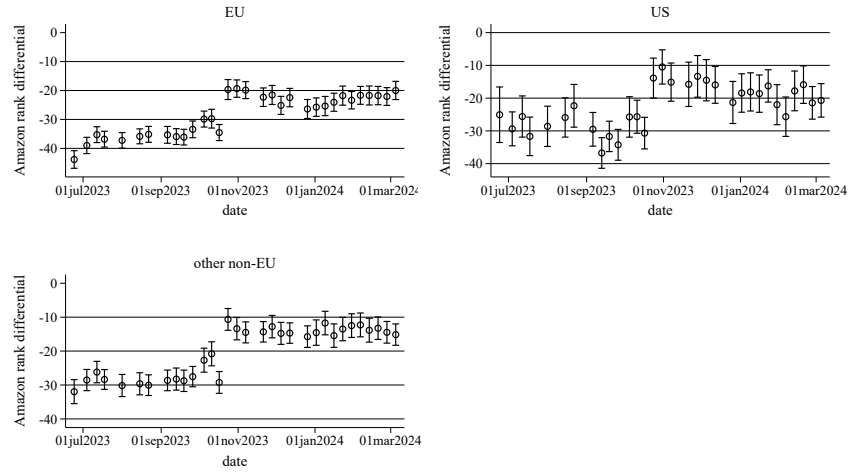 EU
Amazon rank differential
0
-10
-20
-30
-40
01jul2023 01sep2023 01nov2023 01jan2024 01mar2024
date
US
Amazon rank differential
0
-10
-20
-30
-40
01jul2023 01sep2023 01nov2023 01jan2024 01mar2024
date
other non-EU
Amazon rank differential
0
-10
-20
-30
-40
01jul2023 01sep2023 01nov2023 01jan2024 01mar2024
date